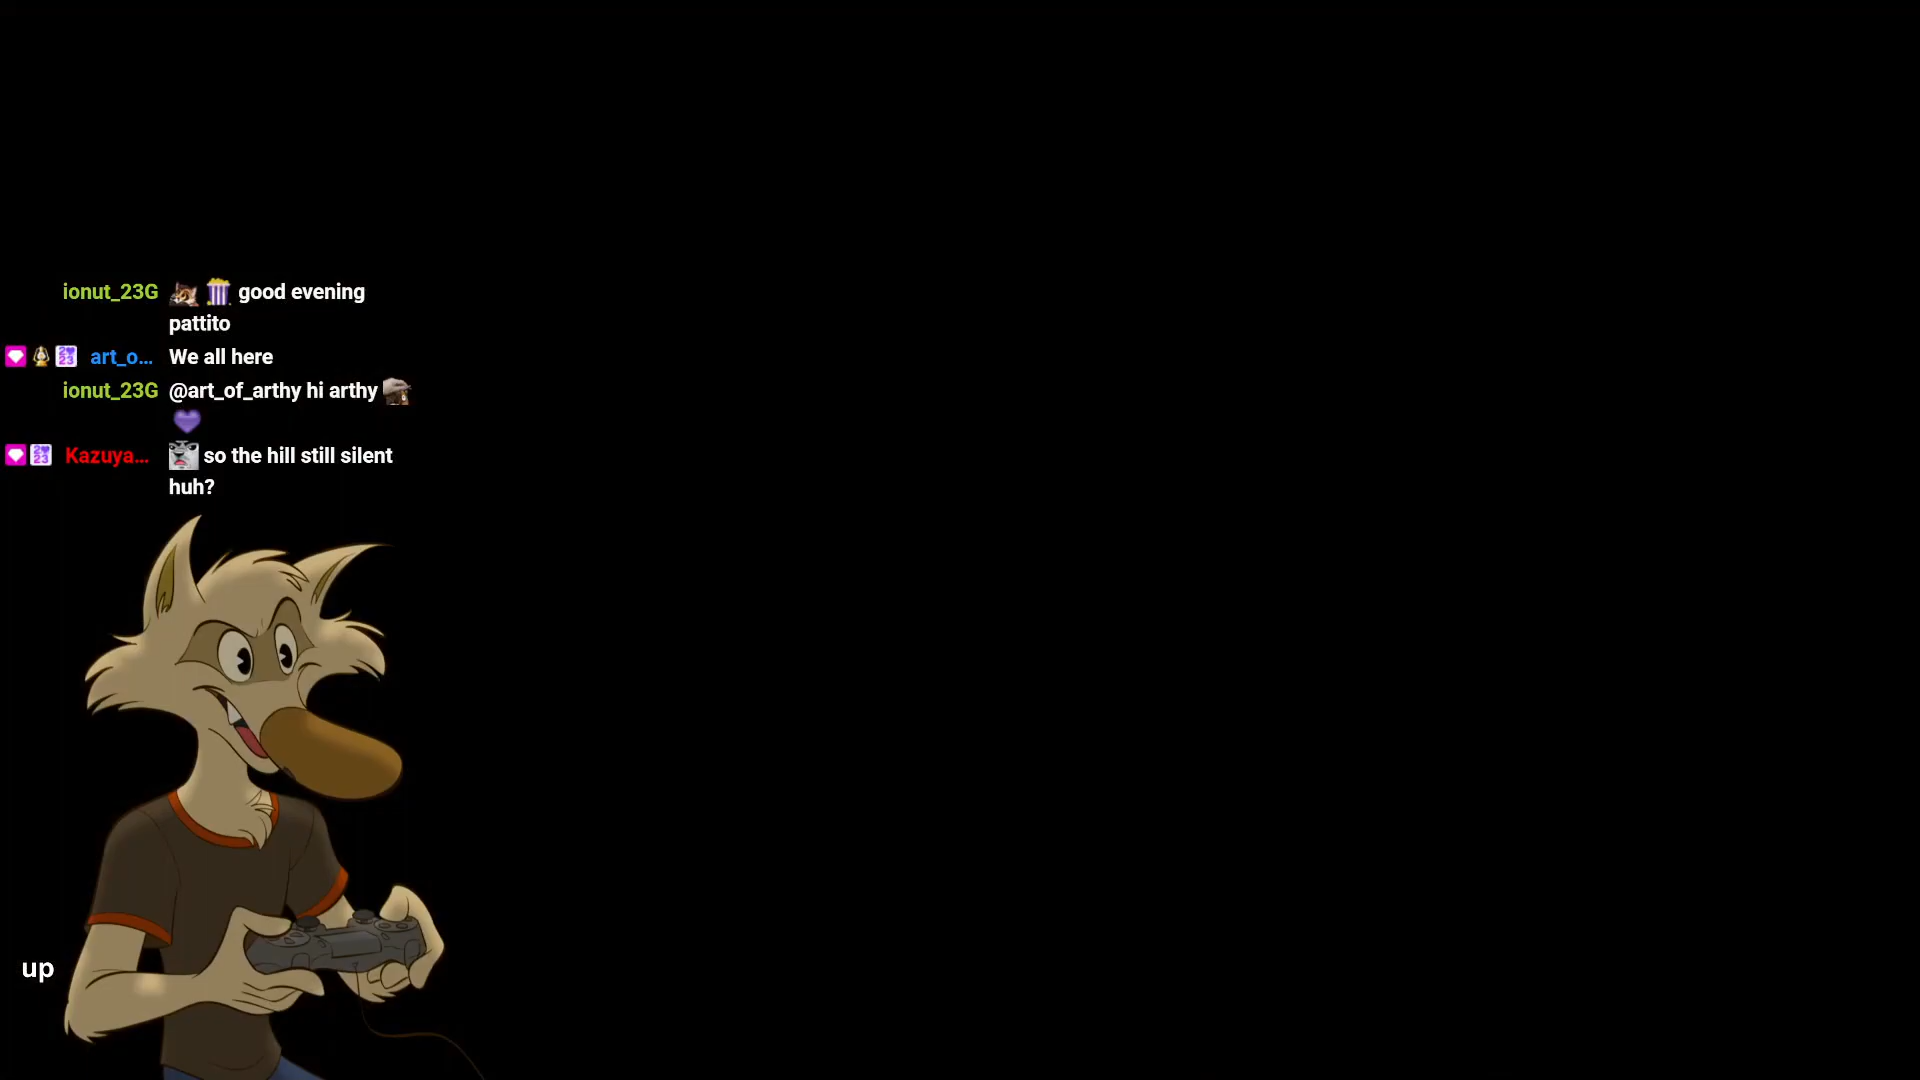 ionut_23G good evening
pattito
art_o... We all here
ionut_23G @art_of_arthy hi arthy
Kazuya... so the hill still silent
huh?
up